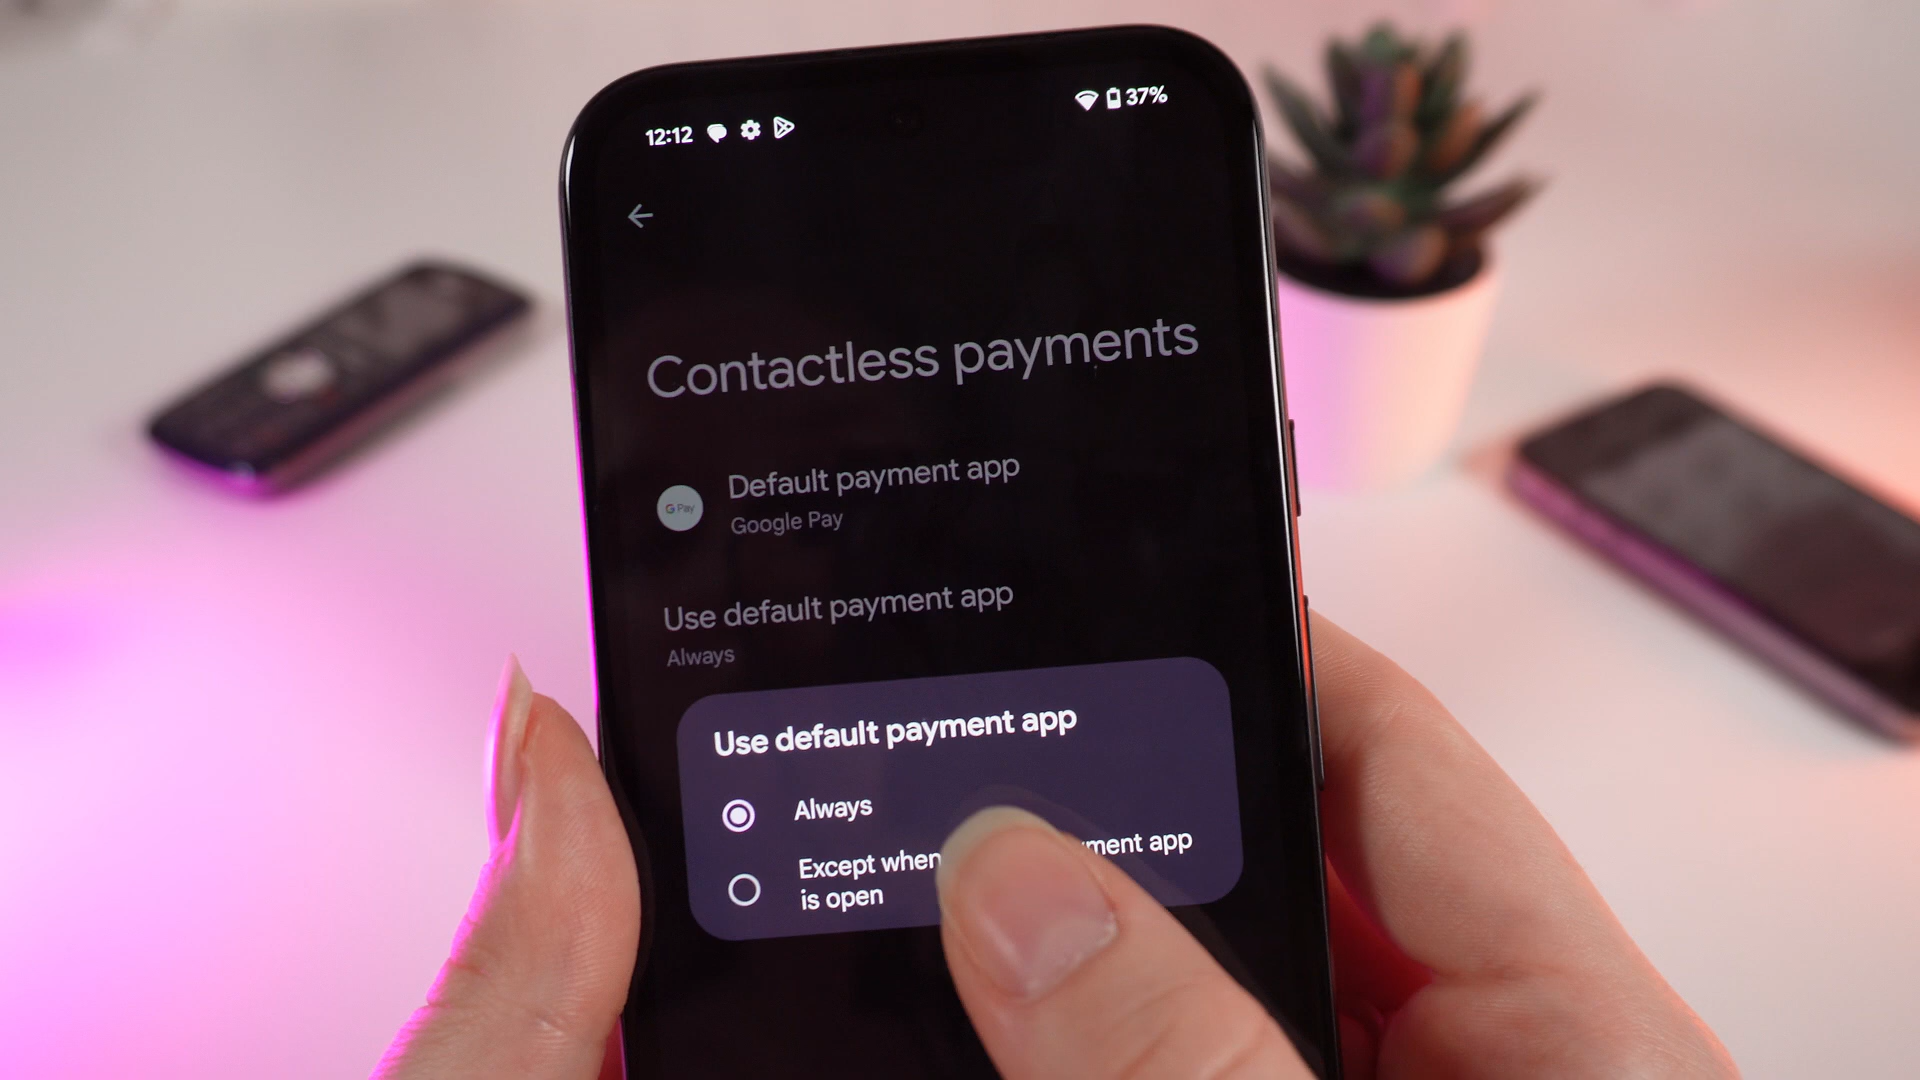 12:12
37%
Contactless payments
G Pay
Default payment app
Google Pay
Use default payment app
Always
Use default payment app
Always
Except when ment app
is open